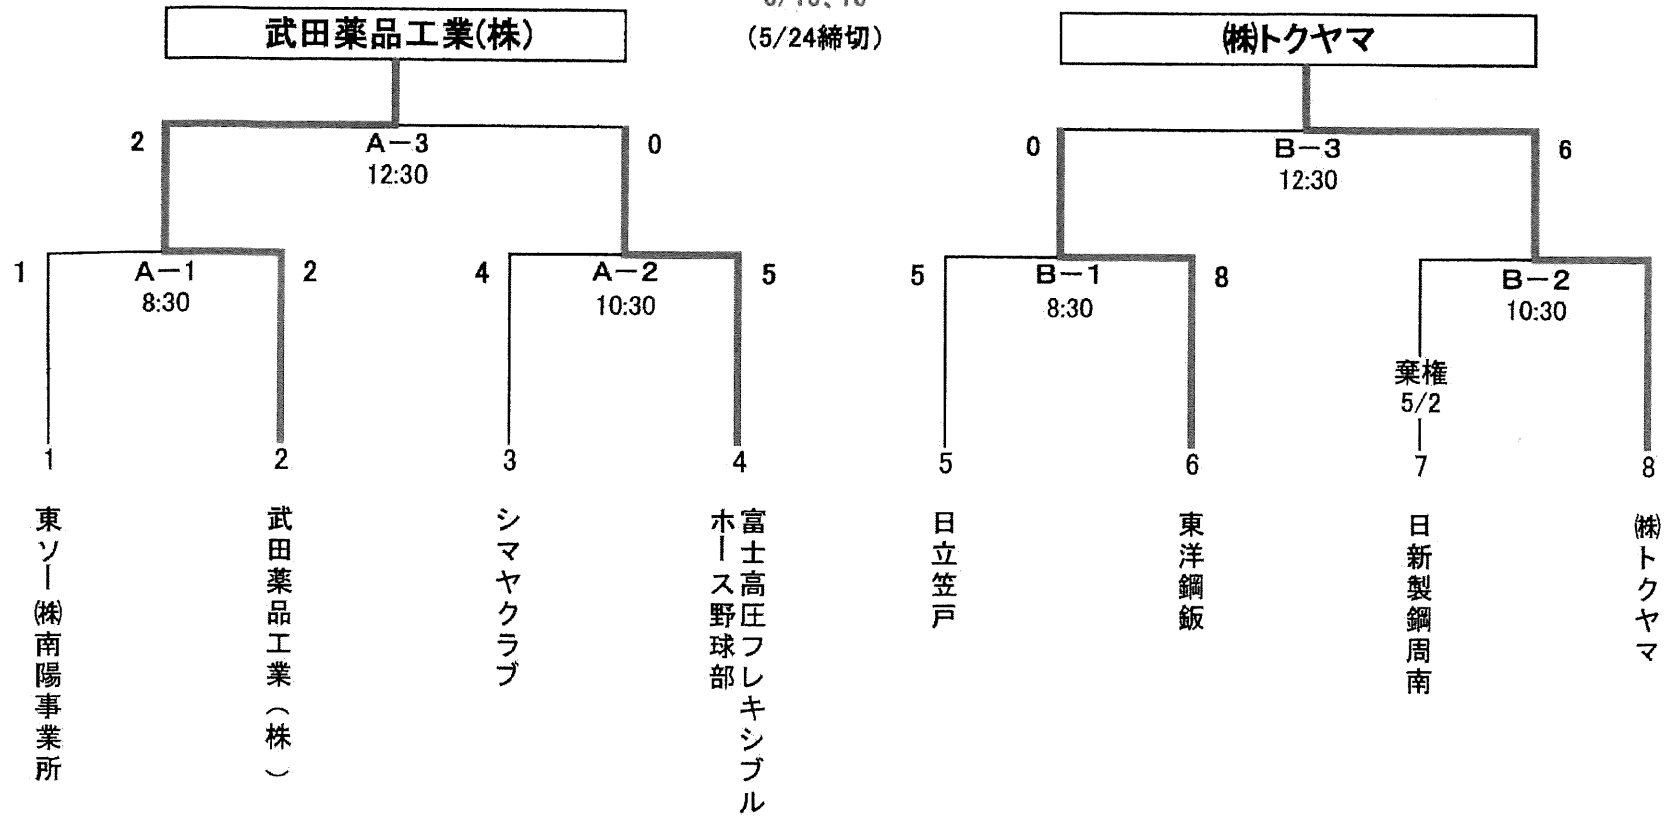 武田薬品工業(株)
(5/24締切)
㈱トクヤマ
2
A-3
0
12:30
0
B-3
6
12:30
1
A-1
2
8:30
4
A-2
5
10:30
5
B-1
8
8:30
B-2
10:30
棄権
5/2
1
2
3
4
5
6
7
8
東ソー㈱南陽事業所
武田薬品工業(株)
シマヤクラブ
富士高圧フレキシブル
ホース野球部
日立笠戸
東洋鋼鈑
日新製鋼周南
㈱トクヤマ